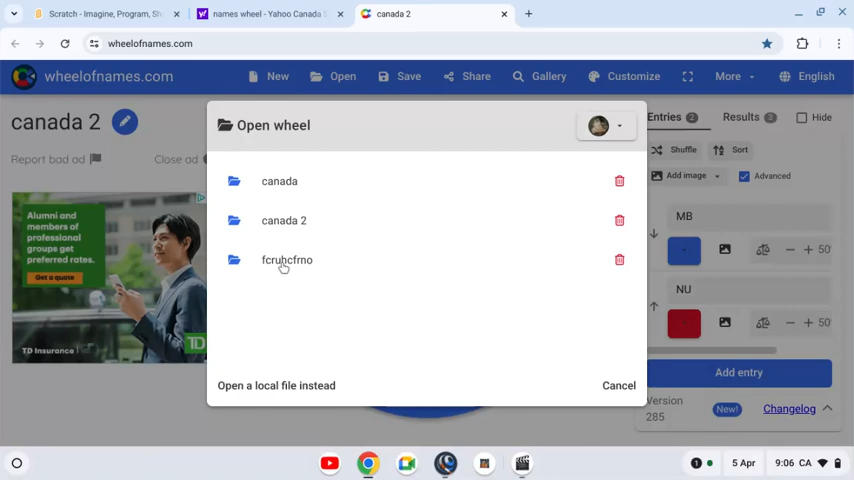 Scratch - Imagine, Program, Sh
names wheel - Yahoo Canada S
canada 2
wheelofnames.com
wheelofnames.com
New
Open
Save
Share
Gallery
Customize
More
English
canada 2
Report bad ad
Close ad
Alumni and
members of
professional
groups get
preferred rates.
Get a quote
TD Insurance
TD
Open wheel
canada
canada 2
fcruhcfrno
Open a local file instead
Cancel
Entries 2
Results 3
Hide
Shuffle
Sort
Add image
Advanced
MB
50
NU
50
Add entry
Version
285
New!
Changelog
1
5 Apr
9:06 CA